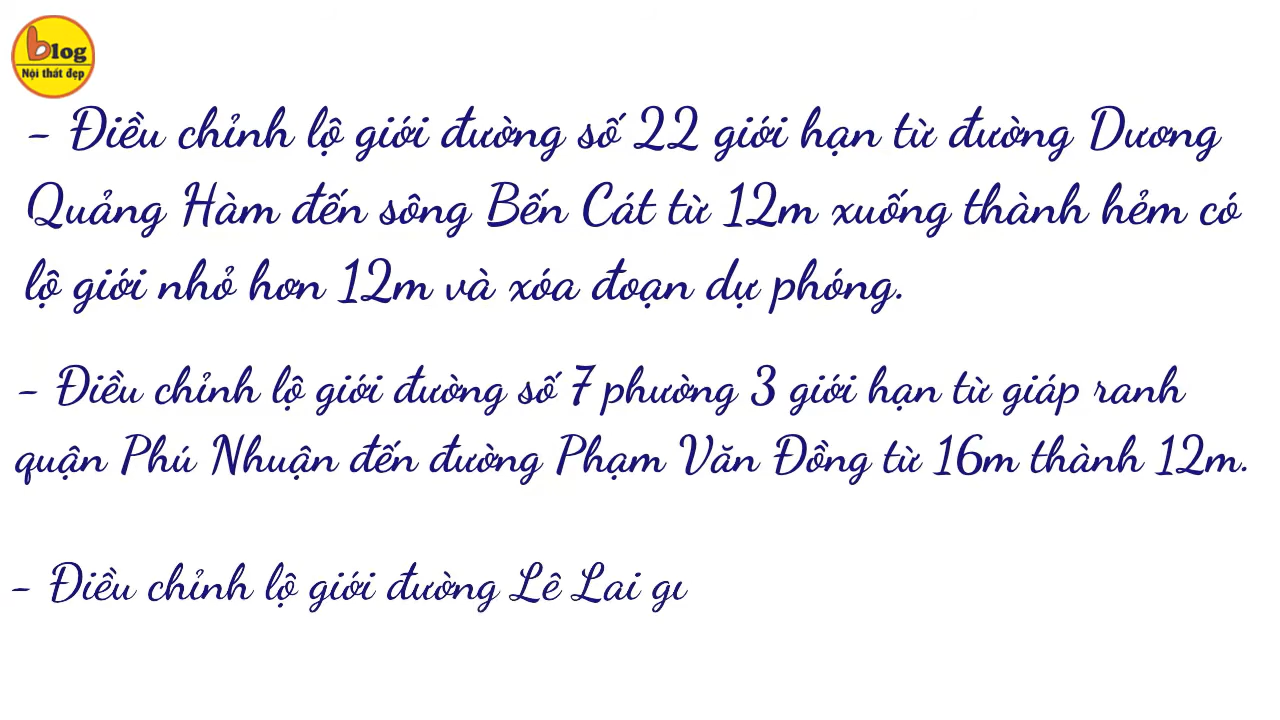 blog
Nội thất đẹp
- Điều chỉnh lộ giới đường số 22 giới hạn từ đường Dương
Quảng Hàm đến sông Bến Cát từ 12m xuống thành hẻm có
lộ giới nhỏ hơn 12m và xóa đoạn dự phóng.
- Điều chỉnh lộ giới đường số 7 phường 3 giới hạn từ giáp ranh
quận Phú Nhuận đến đường Phạm Văn Đồng từ 16m thành 12m.
- Điều chỉnh lộ giới đường Lê Lai